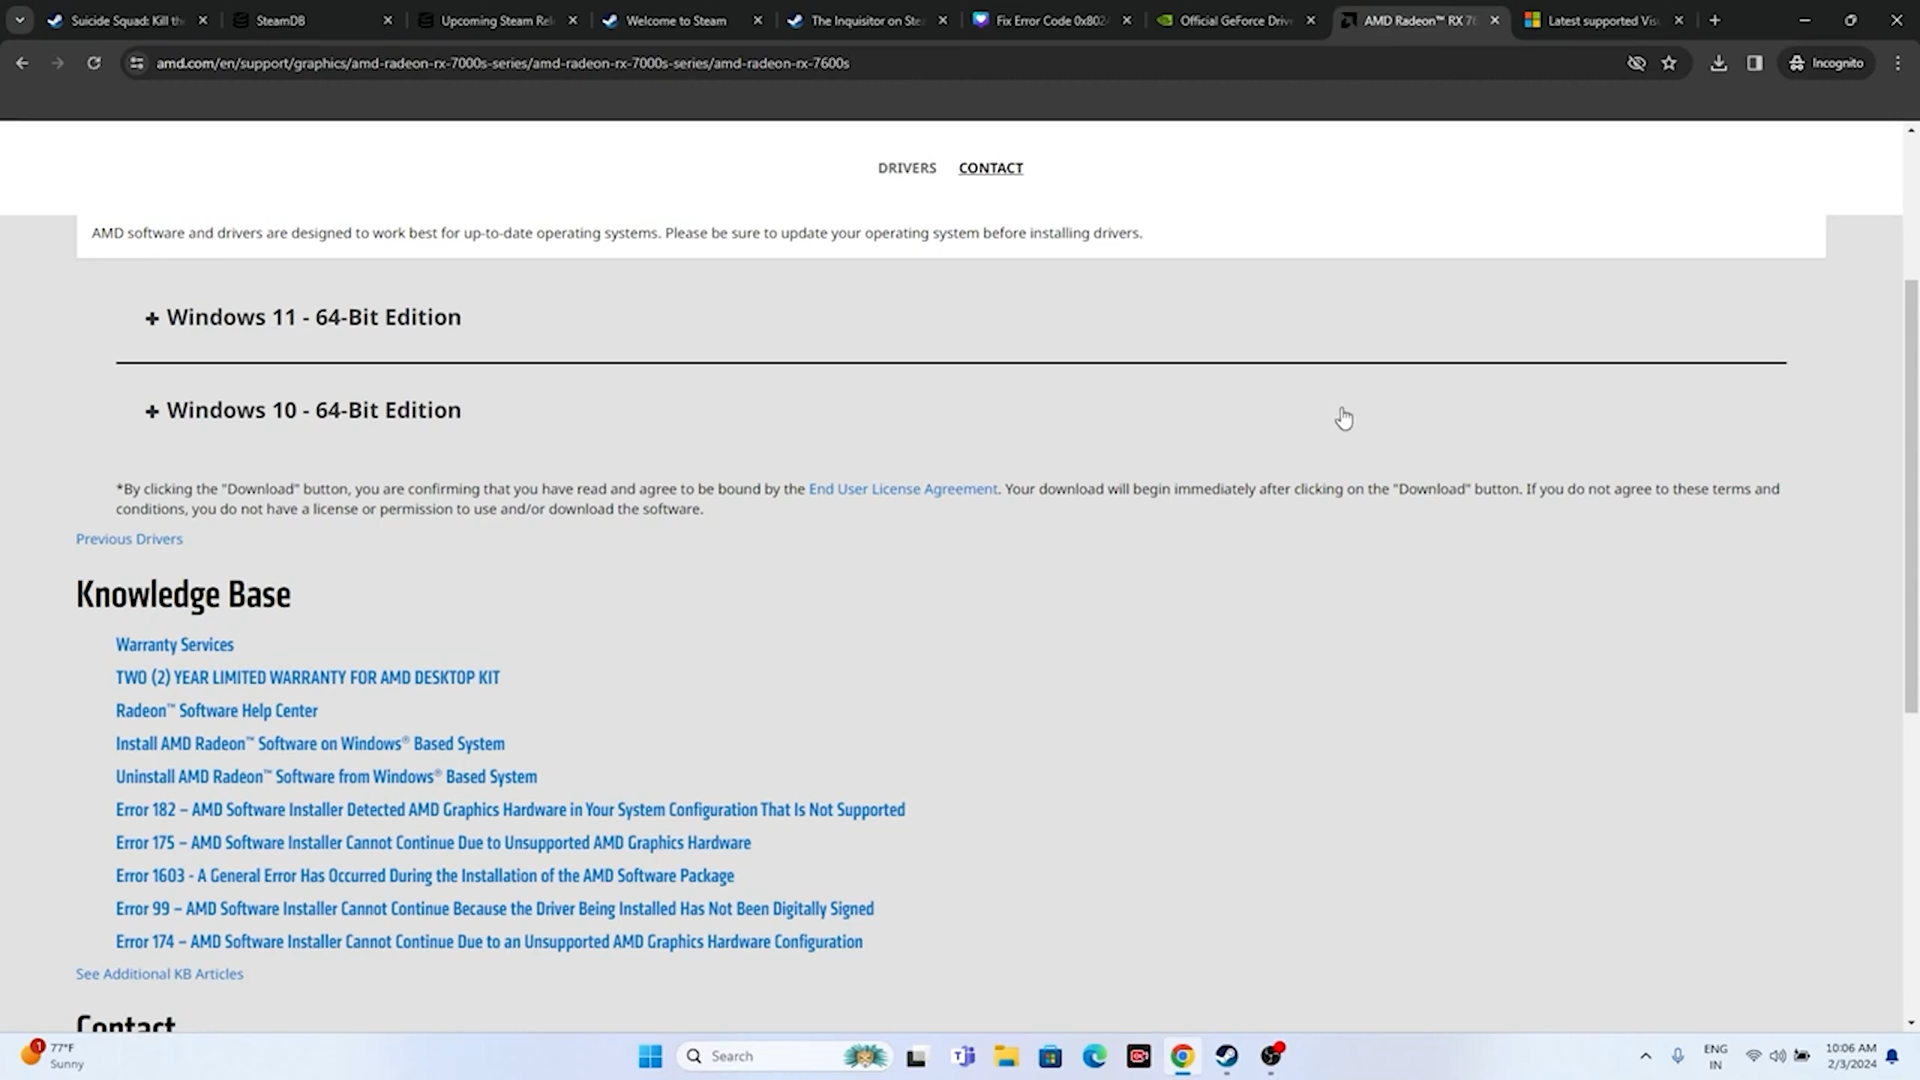 Suicide Squad: Kill the
SteamDB
Upcoming Steam Rel
Welcome to Steam
The Inquisitor on Ste
Fix Error Code 0x802
Official GeForce Drive
AMD Radeon™ RX 76
Latest supported Vis
amd.com/en/support/graphics/amd-radeon-rx-7000s-series/amd-radeon-rx-7000s-series/amd-radeon-rx-7600s
Incognito
DRIVERS CONTACT
AMD software and drivers are designed to work best for up-to-date operating systems. Please be sure to update your operating system before installing drivers.
+ Windows 11 - 64-Bit Edition
+ Windows 10 - 64-Bit Edition
*By clicking the "Download" button, you are confirming that you have read and agree to be bound by the End User License Agreement. Your download will begin immediately after clicking on the "Download" button. If you do not agree to these terms and
conditions, you do not have a license or permission to use and/or download the software.
Previous Drivers
Knowledge Base
Warranty Services
TWO (2) YEAR LIMITED WARRANTY FOR AMD DESKTOP KIT
Radeon™ Software Help Center
Install AMD Radeon™ Software on Windows® Based System
Uninstall AMD Radeon™ Software from Windows® Based System
Error 182 – AMD Software Installer Detected AMD Graphics Hardware in Your System Configuration That Is Not Supported
Error 175 – AMD Software Installer Cannot Continue Due to Unsupported AMD Graphics Hardware
Error 1603 - A General Error Has Occurred During the Installation of the AMD Software Package
Error 99 – AMD Software Installer Cannot Continue Because the Driver Being Installed Has Not Been Digitally Signed
Error 174 – AMD Software Installer Cannot Continue Due to an Unsupported AMD Graphics Hardware Configuration
See Additional KB Articles
Contact
1
77°F
Sunny
Search
ENG
IN
10:06 AM
2/3/2024